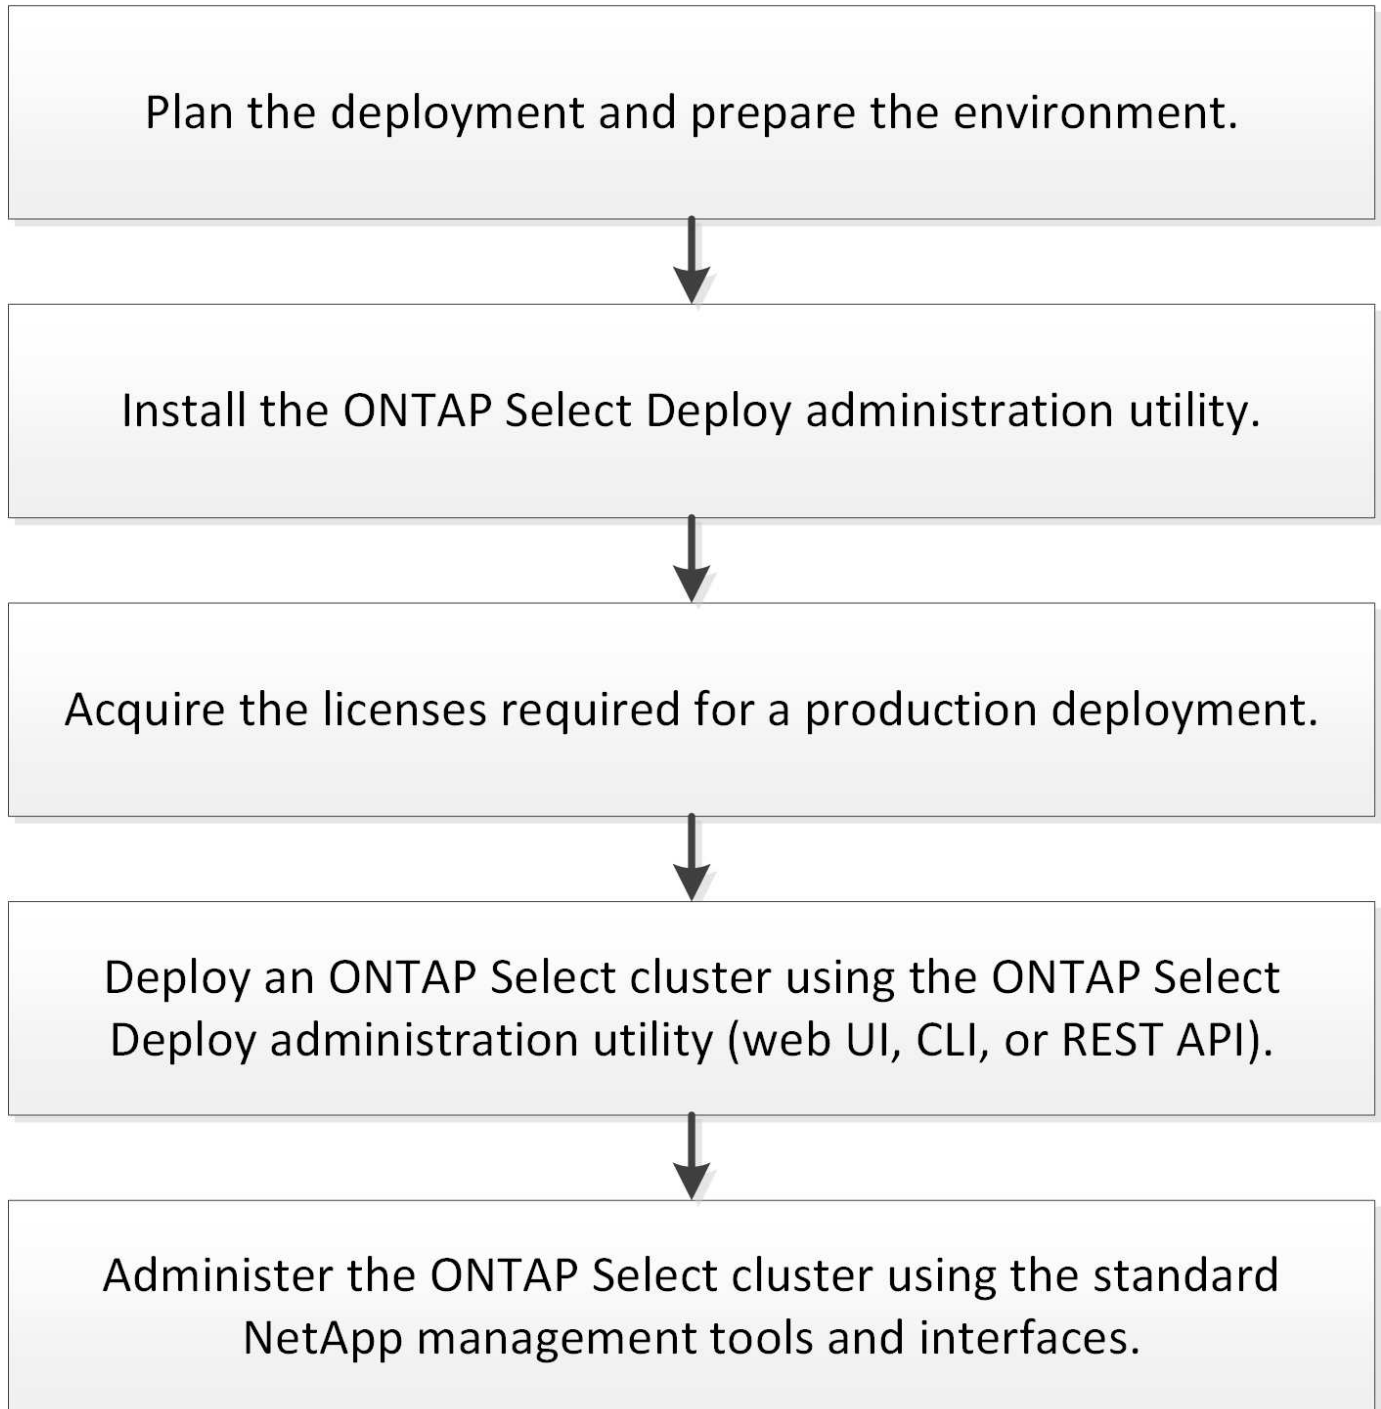 Plan the deployment and prepare the environment.
Install the ONTAP Select Deploy administration utility.
Acquire the licenses required for a production deployment.
Deploy an ONTAP Select cluster using the ONTAP Select
Deploy administration utility (web UI, CLI, or REST API).
Administer the ONTAP Select cluster using the standard
NetApp management tools and interfaces.